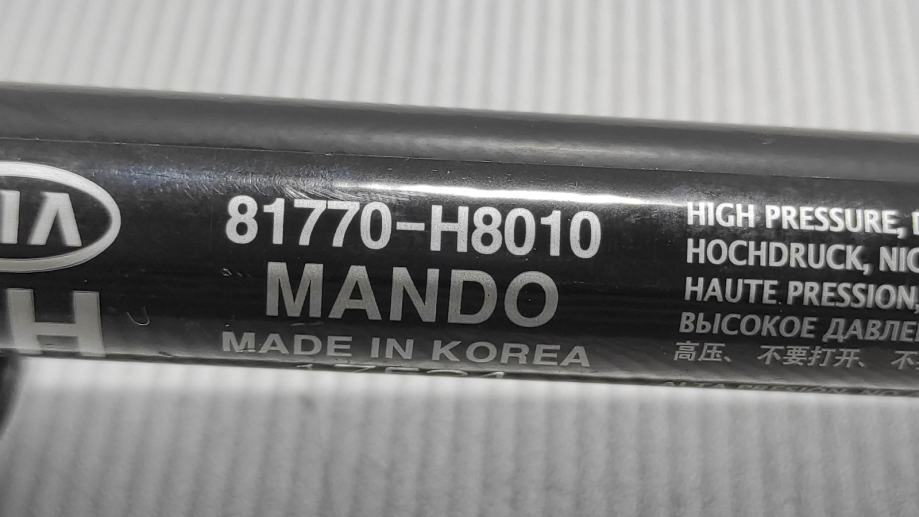 81770-H8010
MANDO
MADE IN KOREA
H
HIGH PRESSURE,
HOCHDRUCK,
HAUTE PRESSION,
ВЫСОКОЕ
高压、 不要打开、